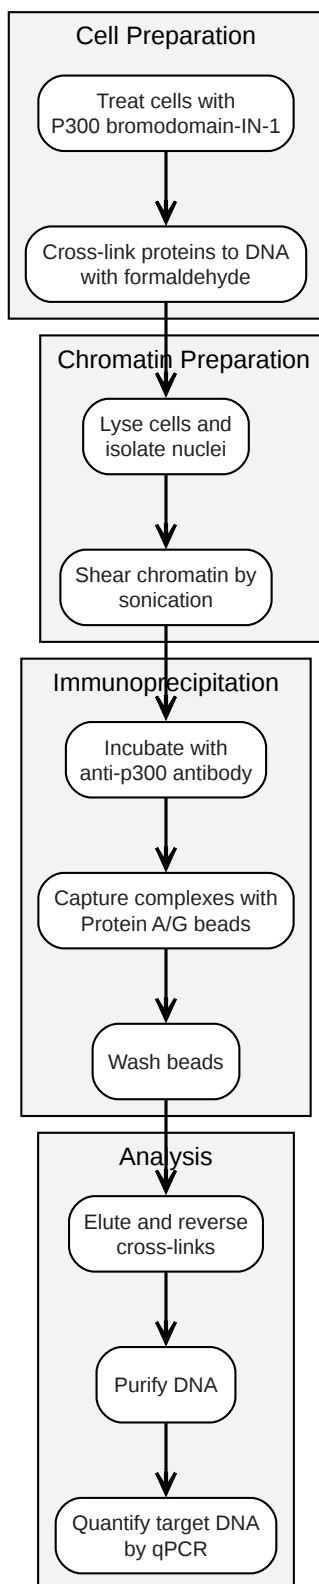 Cell Preparation
Treat cells with
P300 bromodomain-IN-1
Cross-link proteins to DNA
with formaldehyde
Chromatin Preparation
Lyse cells and
isolate nuclei
Shear chromatin by
sonication
Immunoprecipitation
Incubate with
anti-p300 antibody
Capture complexes with
Protein A/G beads
Wash beads
Analysis
Elute and reverse
cross-links
Purify DNA
Quantify target DNA
by qPCR